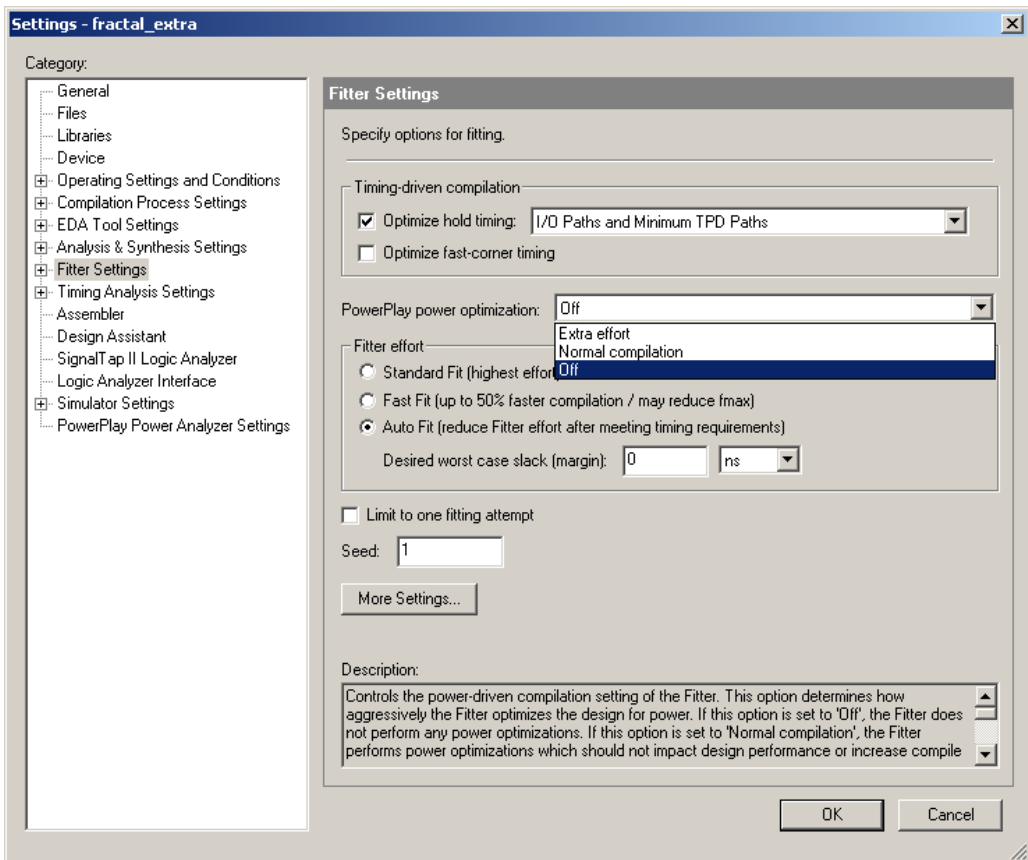 Settings - fractal_extra
Category:
General
Files
Libraries
Device
Operating Settings and Conditions
Compilation Process Settings
EDA Tool Settings
Analysis & Synthesis Settings
Fitter Settings
Timing Analysis Settings
Assembler
Design Assistant
SignalTap II Logic Analyzer
Logic Analyzer Interface
Simulator Settings
PowerPlay Power Analyzer Settings
Fitter Settings
Specify options for fitting.
Timing-driven compilation
Optimize hold timing: I/O Paths and Minimum TPD Paths
Optimize fast-corner timing
PowerPlay power optimization: Off
Extra effort
Normal compilation
Off
Fitter effort
Standard Fit (highest effort)
Fast Fit (up to 50% faster compilation / may reduce fmax)
Auto Fit (reduce Fitter effort after meeting timing requirements)
Desired worst case slack (margin): 0 ns
Limit to one fitting attempt
Seed: 1
More Settings...
Description:
Controls the power-driven compilation setting of the Fitter. This option determines how
aggressively the Fitter optimizes the design for power. If this option is set to 'Off', the Fitter does
not perform any power optimizations. If this option is set to 'Normal compilation', the Fitter
performs power optimizations which should not impact design performance or increase compile
OK Cancel